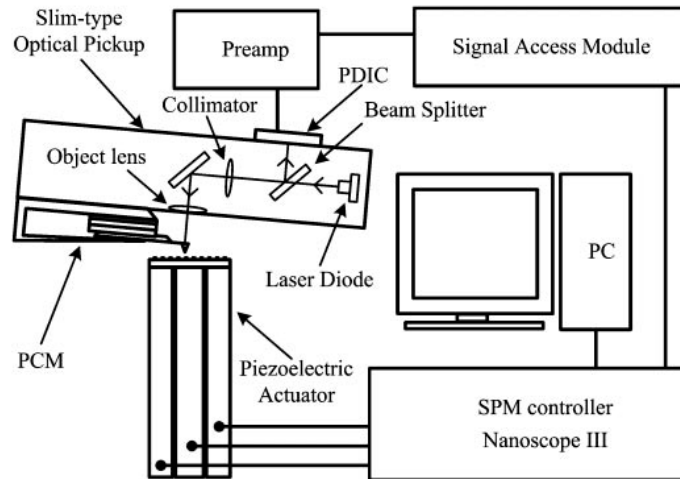 Slim-type
Optical Pickup
Preamp
Signal Access Module
PDIC
Collimator
Beam Splitter
Object lens
Laser Diode
PC
PCM
Piezoelectric
Actuator
SPM controller
Nanoscope III